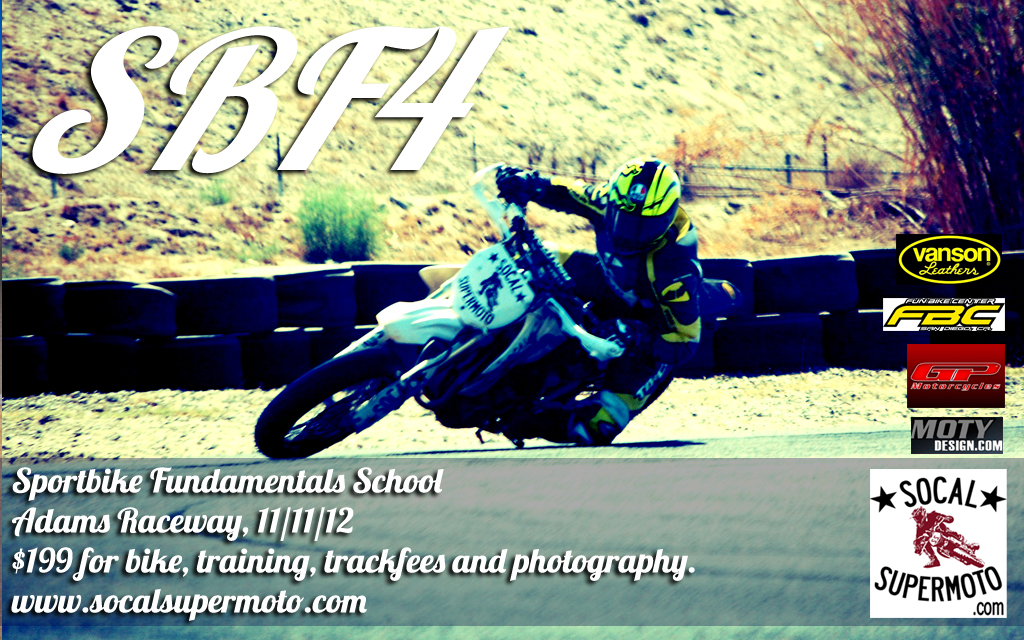 SBF4
SOCAL
SUPERMOTO
vanson
Leathers
FUN BIKE CENTER
FBC
SAN DIEGO, CA.
GP
Motorcycles
MOTY
DESIGN.COM
Sportbike Fundamentals School
Adams Raceway, 11/11/12
$199 for bike, training, trackfees and photography.
www.socalsupermoto.com
SOCAL
SUPERMOTO
.com